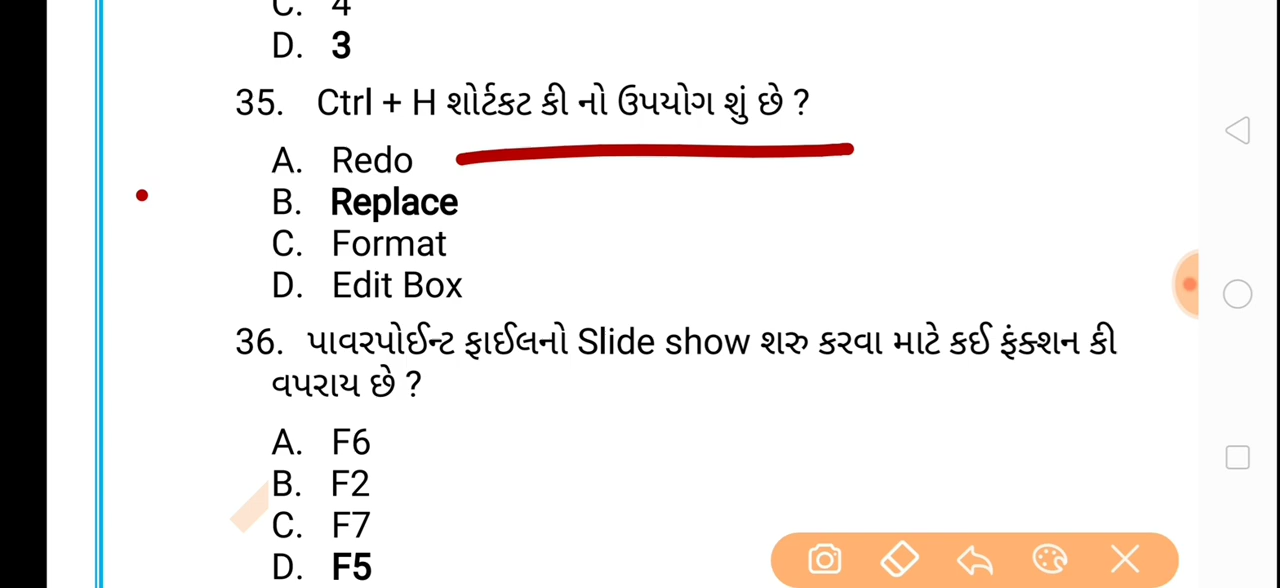 C. 4
D. 3
35. Ctrl + H શોર્ટકટ કી નો ઉપયોગ શું છે ?
A. Redo
B. Replace
C. Format
D. Edit Box
36. પાવરપોઈન્ટ ફાઈલનો Slide show શરુ કરવા માટે કઈ ફંક્શન કી
વપરાય છે ?
A. F6
B. F2
C. F7
D. F5